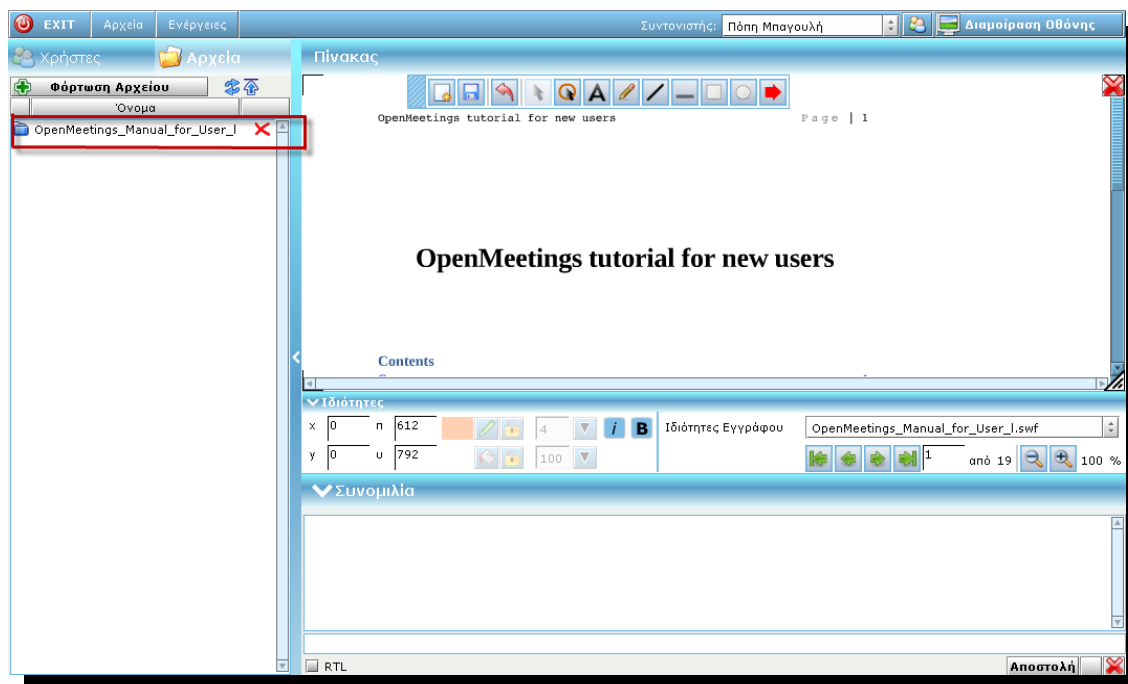 EXIT Αρχεία Ενέργειες Συντονιστής: Πόπη Μπαγουλή Διαμοίραση Οθόνης
Χρήστες Αρχεία
Φόρτωση Αρχείου
Όνομα
OpenMeetings_Manual_for_User_l
Πίνακας
OpenMeetings tutorial for new users Page | 1
OpenMeetings tutorial for new users
Contents
Ιδιότητες
x 0 π 612 4 i B Ιδιότητες Εγγράφου OpenMeetings_Manual_for_User_l.swf
y 0 υ 792 100 1 από 19 100 %
Συνομιλία
RTL Αποστολή